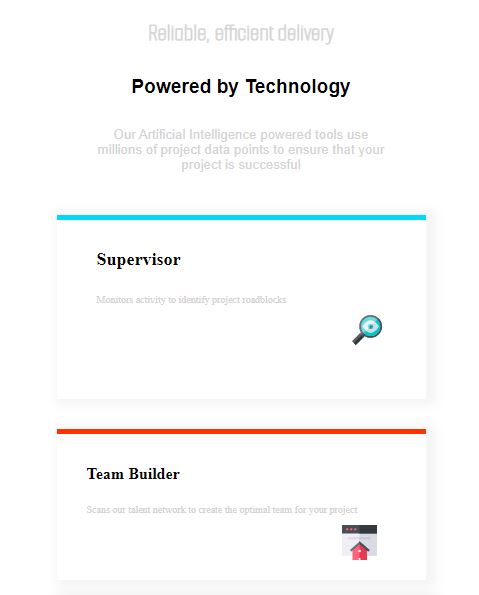 Reliable, efficient delivery
Powered by Technology
Our Artificial Intelligence powered tools use
millions of project data points to ensure that your
project is successful
Supervisor
Monitors activity to identify project roadblocks
Team Builder
Scans our talent network to create the optimal team for your project